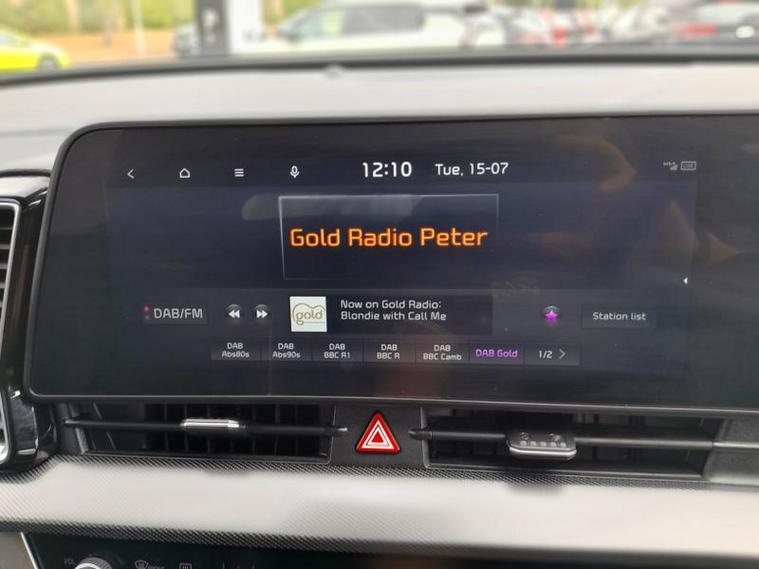 12:10 Tue, 15-07
Gold Radio Peter
DAB/FM
gold
Now on Gold Radio:
Blondie with Call Me
Station list
DAB Abs80s
DAB Abs90s
DAB BBC R1
DAB BBC R
DAB BBC Camb
DAB Gold
1/2
VOL